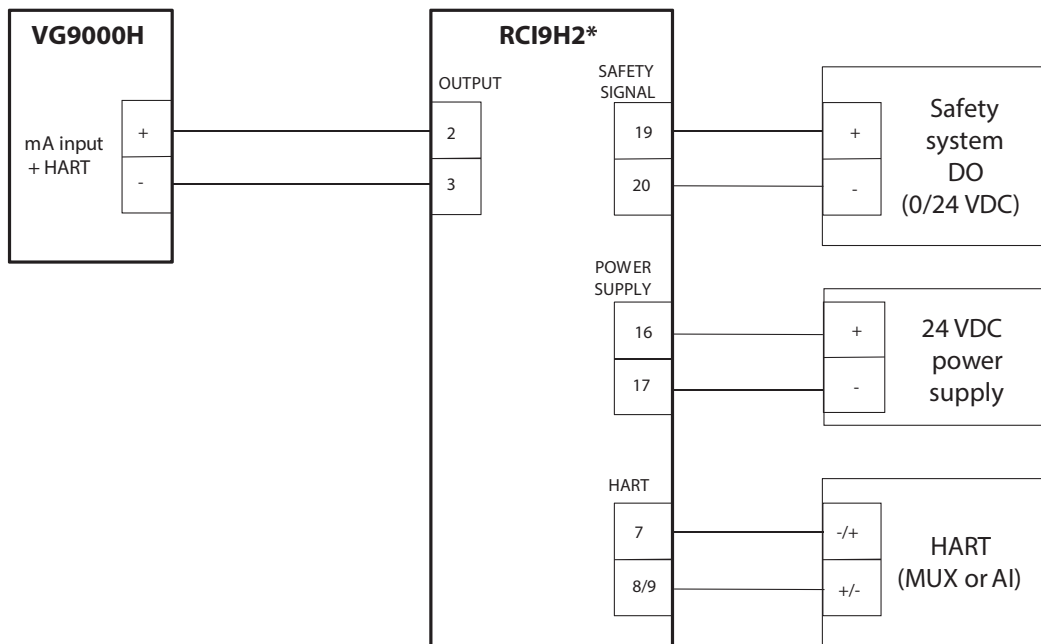 VG9000H
mA input
+ HART
+
-
RCI9H2*
OUTPUT
2
3
SAFETY
SIGNAL
19
20
POWER
SUPPLY
16
17
HART
7
8/9
+
-
Safety
system
DO
(0/24 VDC)
+
-
24 VDC
power
supply
-/+
+/-
HART
(MUX or AI)